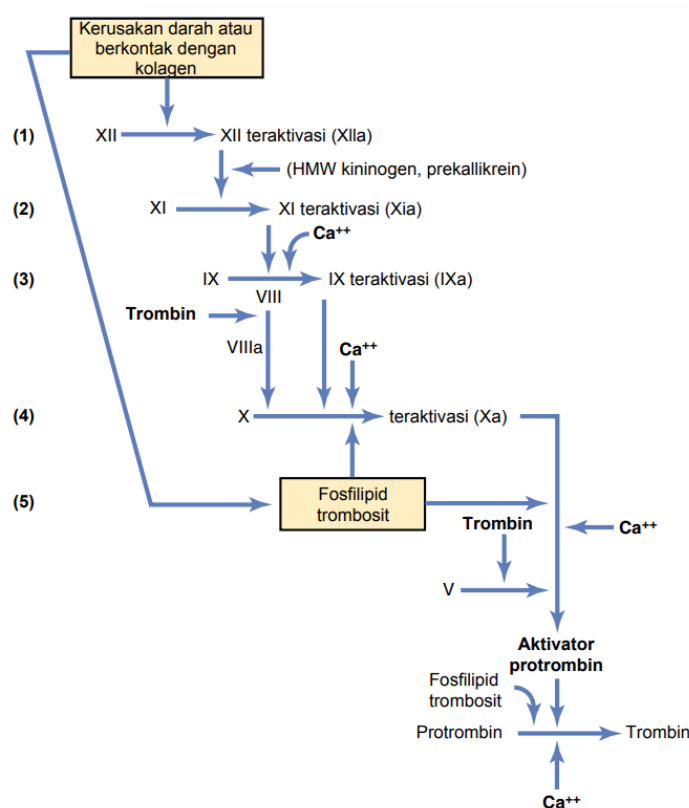 Kerusakan darah atau
berkontak dengan
kolagen
(1)
XII
XII teraktivasi (XIIa)
(HMW kininogen, prekallikrein)
(2)
XI
XI teraktivasi (Xia)
Ca++
(3)
IX
IX teraktivasi (IXa)
VIII
Trombin
VIIIa
Ca++
(4)
X
teraktivasi (Xa)
(5)
Fosfilipid
trombosit
Trombin
Ca++
V
Aktivator
protrombin
Fosfilipid
trombosit
Protrombin
Trombin
Ca++